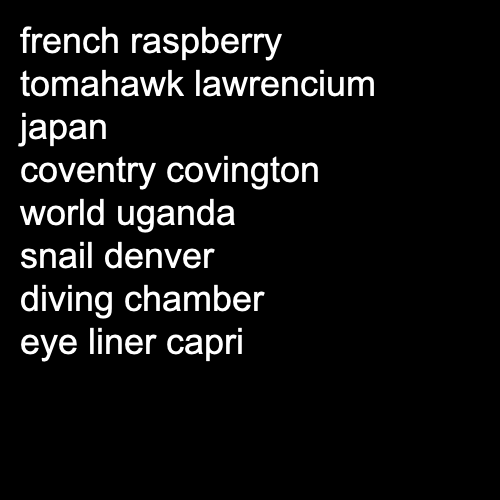 french raspberry
tomahawk lawrencium
japan
coventry covington
world uganda
snail denver
diving chamber
eye liner capri